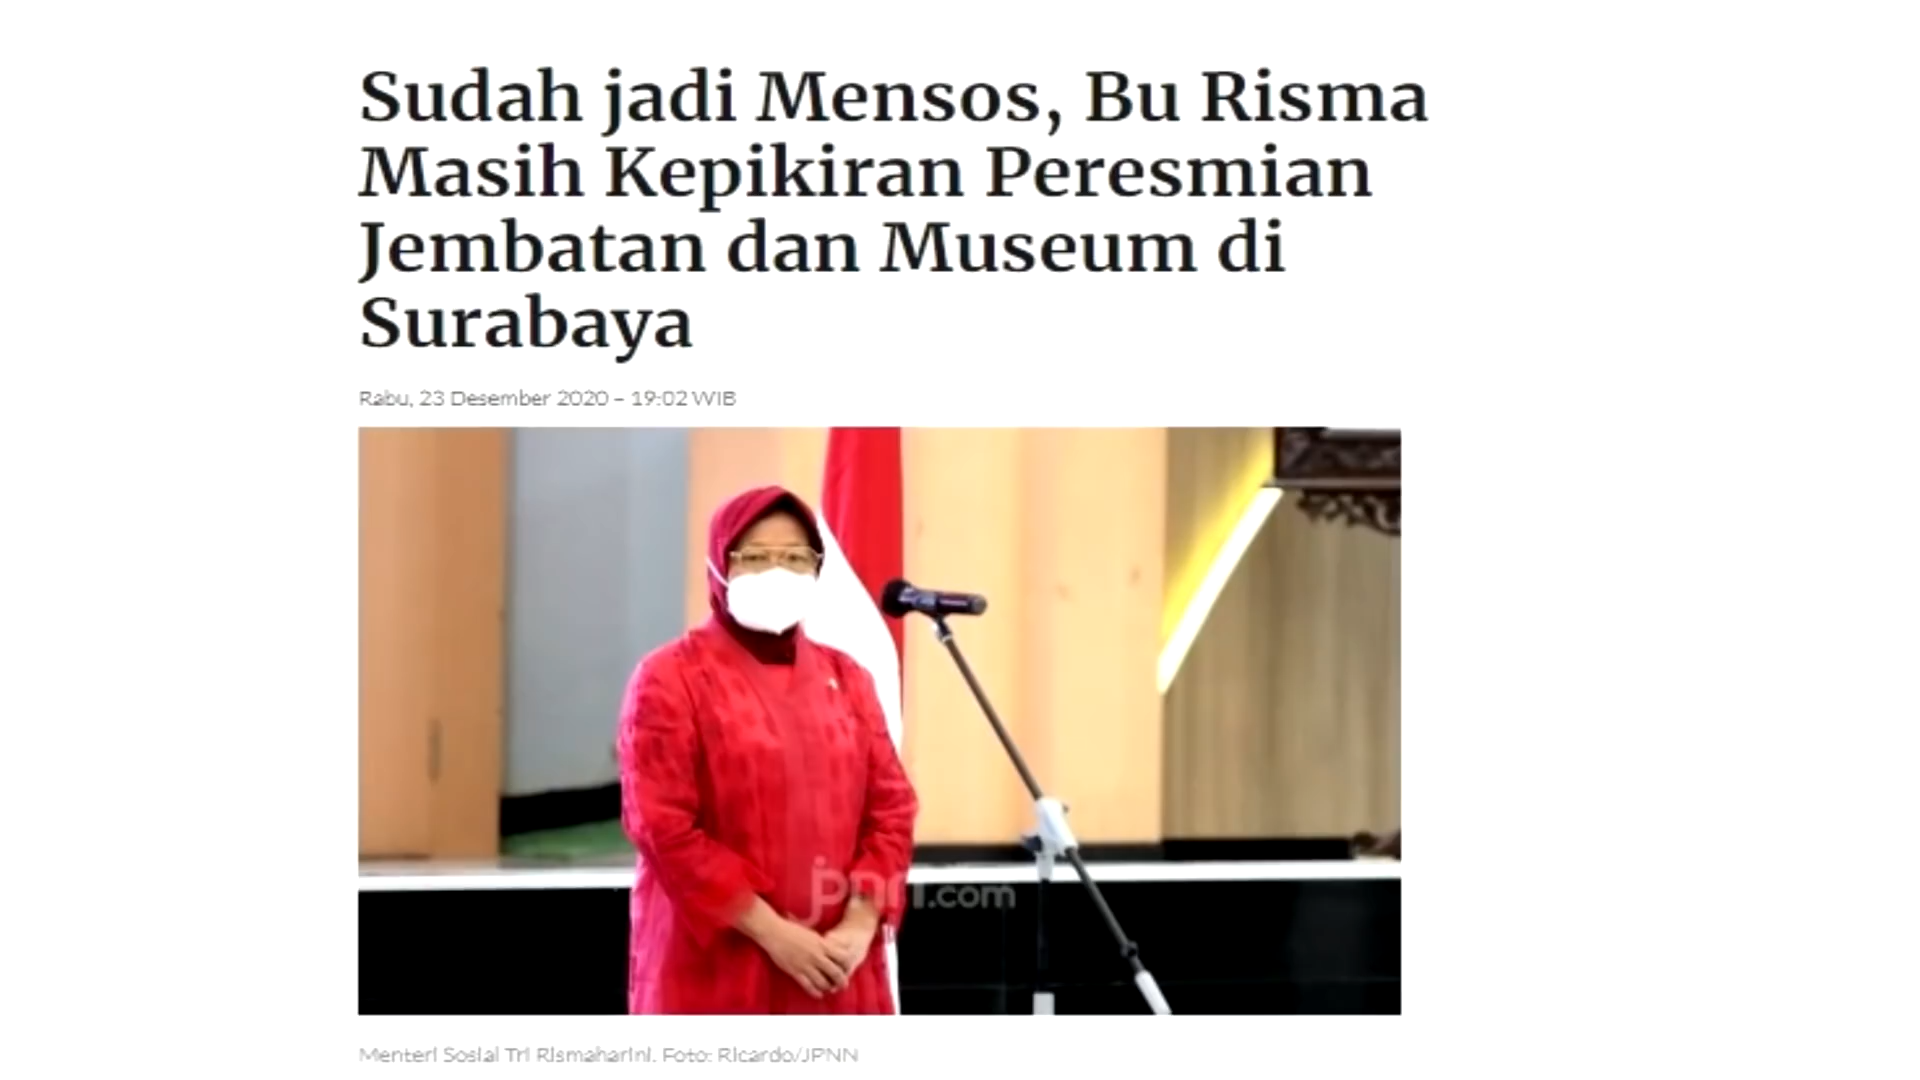 Sudah jadi Mensos, Bu Risma
Masih Kepikiran Peresmian
Jembatan dan Museum di
Surabaya
Rabu, 23 Desember 2020 – 19:02 WIB
jpnn.com
Menteri Sosial Tri Rismaharini. Foto: Ricardo/JPNN